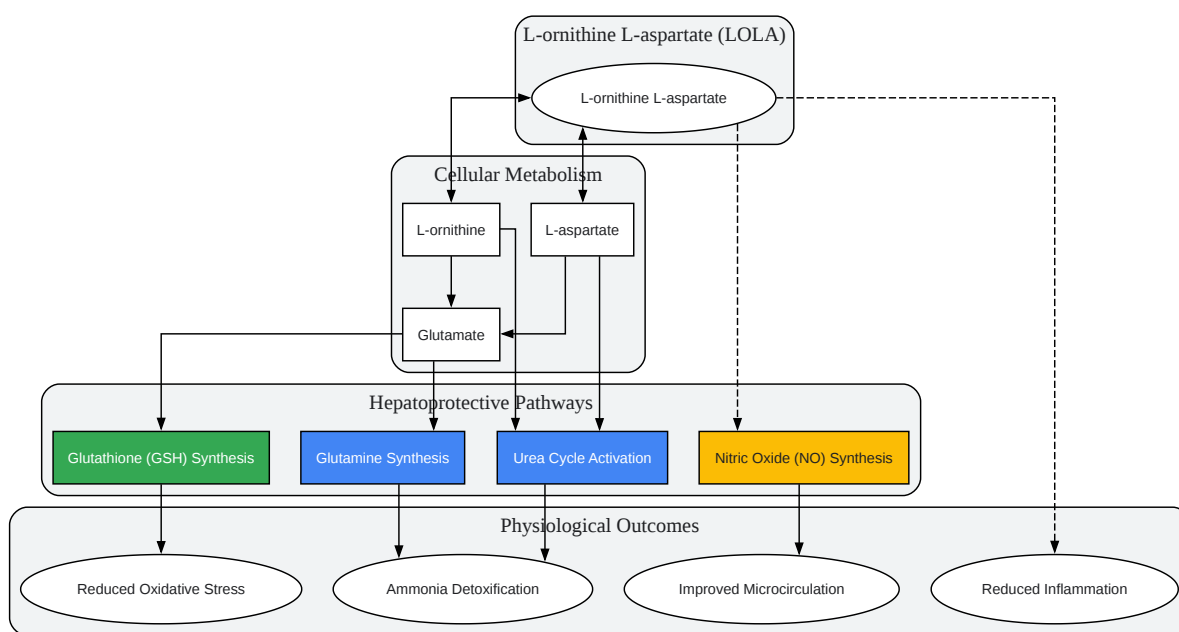 L-ornithine L-aspartate (LOLA)
L-ornithine L-aspartate
Cellular Metabolism
L-ornithine
L-aspartate
Glutamate
Hepatoprotective Pathways
Glutathione (GSH) Synthesis
Glutamine Synthesis
Urea Cycle Activation
Nitric Oxide (NO) Synthesis
Physiological Outcomes
Reduced Oxidative Stress
Ammonia Detoxification
Improved Microcirculation
Reduced Inflammation